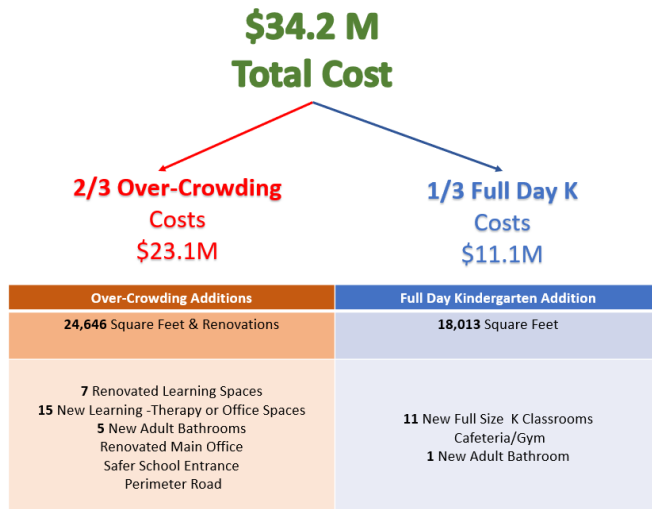 $34.2 M
Total Cost
2/3 Over-Crowding
Costs
$23.1M
1/3 Full Day K
Costs
$11.1M
Over-Crowding Additions
Full Day Kindergarten Addition
24,646 Square Feet & Renovations
18,013 Square Feet
7 Renovated Learning Spaces
15 New Learning -Therapy or Office Spaces
5 New Adult Bathrooms
Renovated Main Office
Safer School Entrance
Perimeter Road
11 New Full Size K Classrooms
Cafeteria/Gym
1 New Adult Bathroom